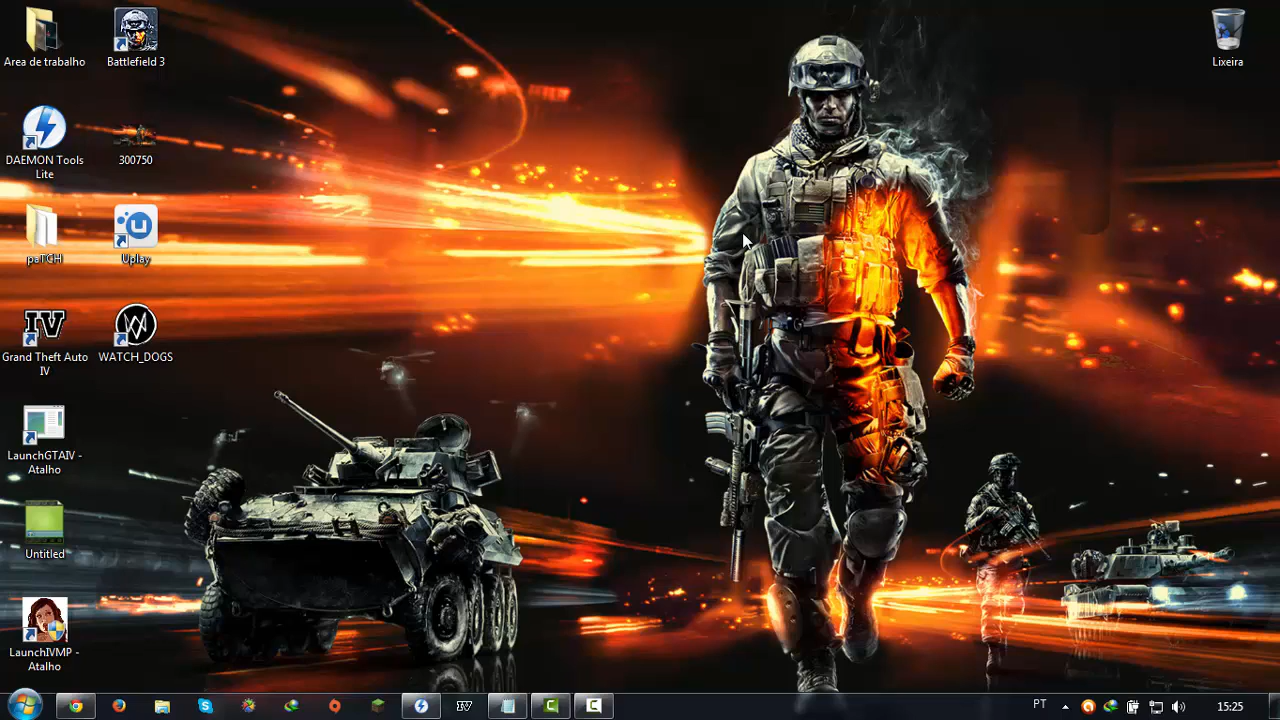 Area de trabalho
Battlefield 3
Lixeira
DAEMON Tools
Lite
300750
paTCH
Uplay
IV
Grand Theft Auto
IV
WATCH_DOGS
LaunchGTAIV -
Atalho
Untitled
LaunchIVMP -
Atalho
IV
PT
15:25